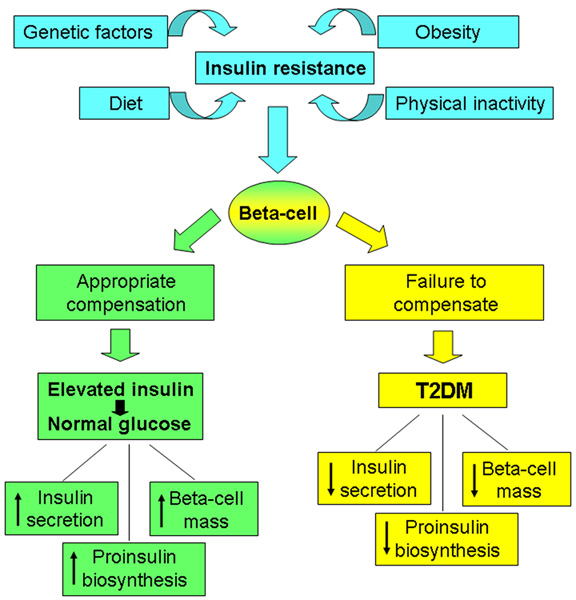 Genetic factors
Obesity
Insulin resistance
Diet
Physical inactivity
Beta-cell
Appropriate
compensation
Failure to
compensate
Elevated insulin
Normal glucose
T2DM
Insulin
secretion
Beta-cell
mass
Proinsulin
biosynthesis
Insulin
secretion
Beta-cell
mass
Proinsulin
biosynthesis